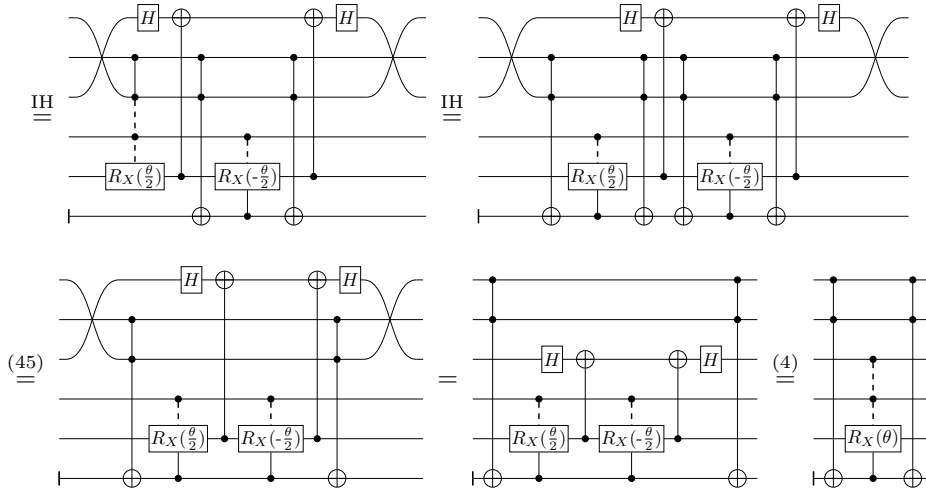 H H H H
IH IH
R_X(θ/2) R_X(-θ/2) R_X(θ/2) R_X(-θ/2)
H H
(45) = H H (4)
R_X(θ/2) R_X(-θ/2) R_X(θ/2) R_X(-θ/2) R_X(θ)